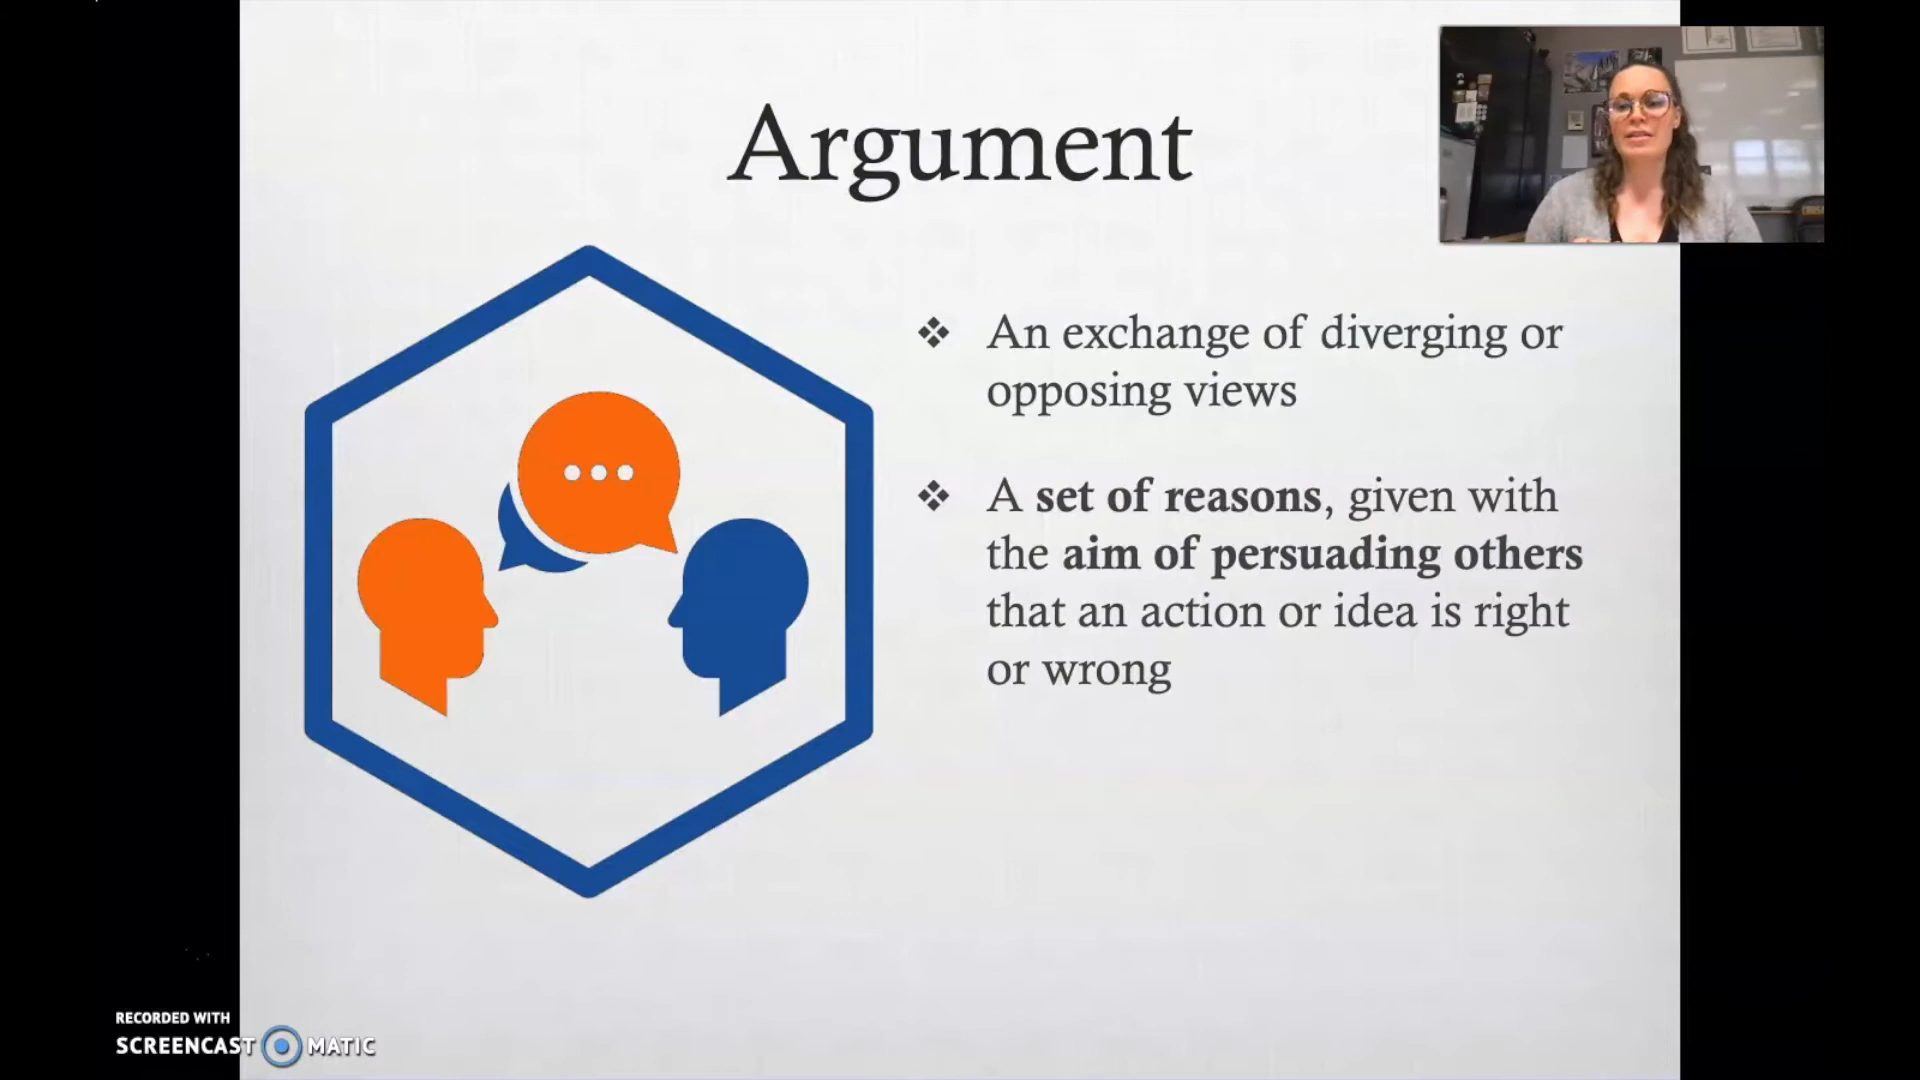 Argument
❖ An exchange of diverging or
opposing views
❖ A set of reasons, given with
the aim of persuading others
that an action or idea is right
or wrong
RECORDED WITH
SCREENCAST MATIC